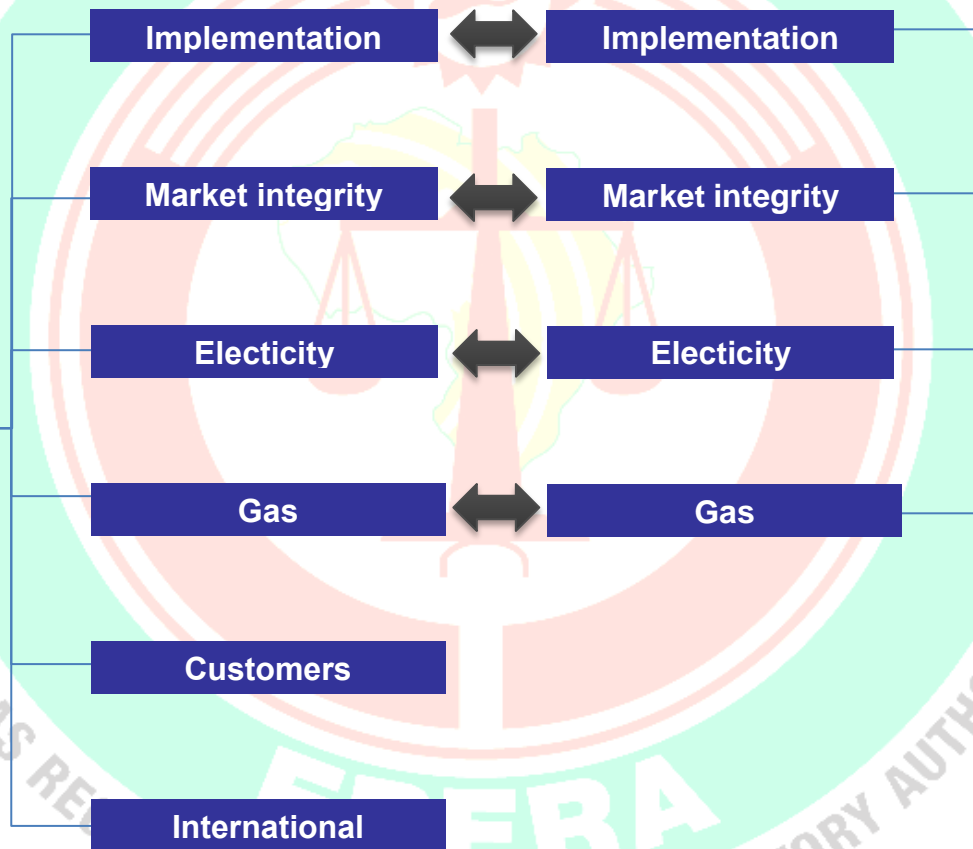 Implementation Implementation
Market integrity Market integrity
Electicity Electicity
Gas Gas
Customers
International